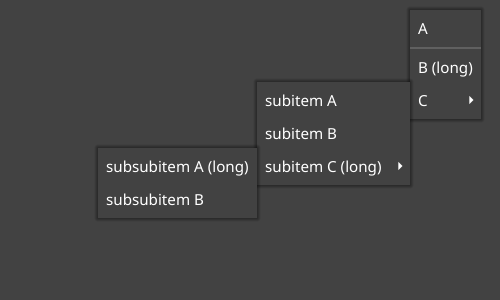 A
B (long)
C
subitem A
subitem B
subitem C (long)
subsubitem A (long)
subsubitem B